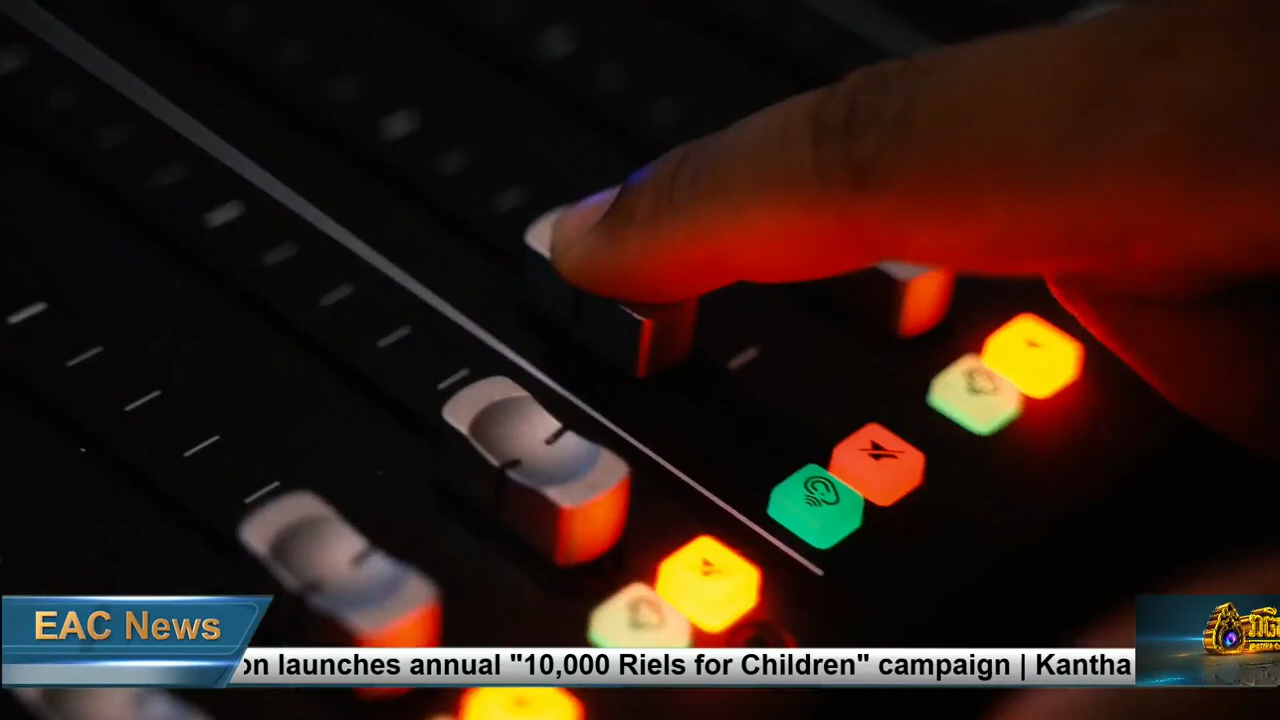 EAC News
on launches annual "10,000 Riels for Children" campaign | Kantha